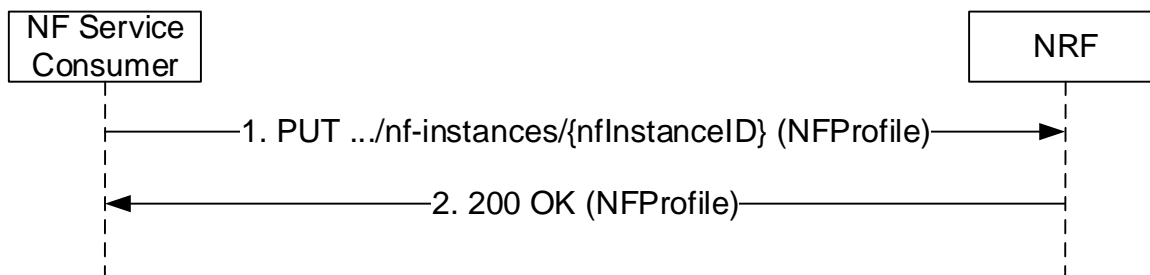 NF Service
Consumer
NRF
1. PUT .../nf-instances/{nfInstanceID} (NFProfile)
2. 200 OK (NFProfile)